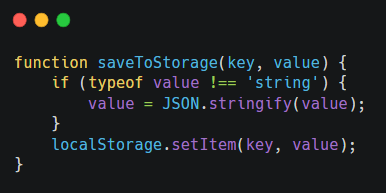 function saveToStorage(key, value) {
    if (typeof value !== 'string') {
        value = JSON.stringify(value);
    }
    localStorage.setItem(key, value);
}